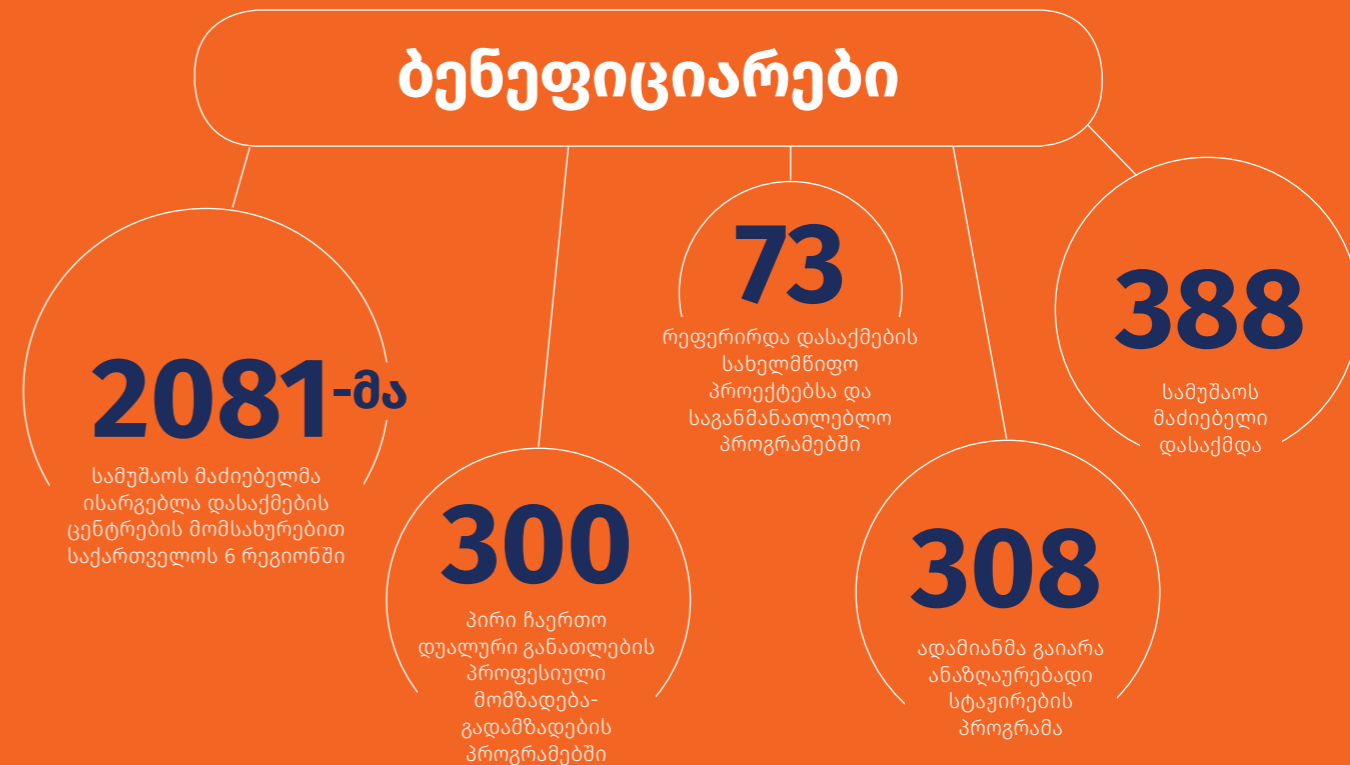 ბენეფიციარები
2081-მა
სამუშაოს მაძიებელმა
ისარგებლა დასაქმების
ცენტრების მომსახურებით
საქართველოს 6 რეგიონში
300
პირი ჩაერთო
დუალური განათლების
პროფესიული
მომზადება-
გადამზადების
პროგრამებში
73
რეფერირდა დასაქმების
სახელმწიფო
პროექტებსა და
საგანმანათლებლო
პროგრამებში
308
ადამიანმა გაიარა
ანაზღაურებადი
სტაჟირების
პროგრამა
388
სამუშაოს
მაძიებელი
დასაქმდა